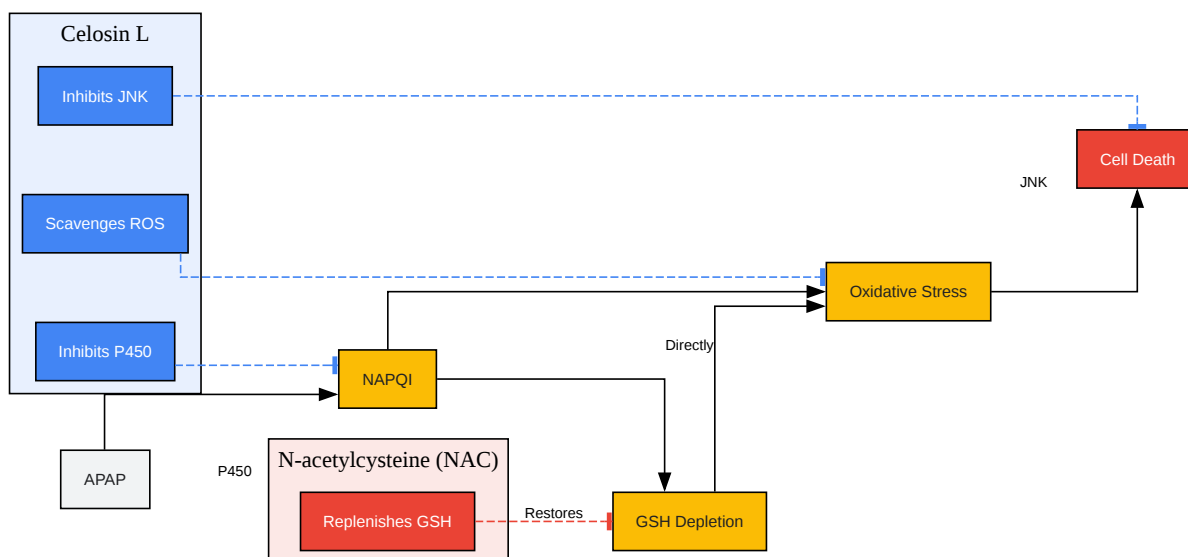 Celosin L
Inhibits JNK
Cell Death
JNK
Scavenges ROS
Oxidative Stress
Directly
Inhibits P450
NAPQI
N-acetylcysteine (NAC)
P450
APAP
Replenishes GSH
Restores
GSH Depletion